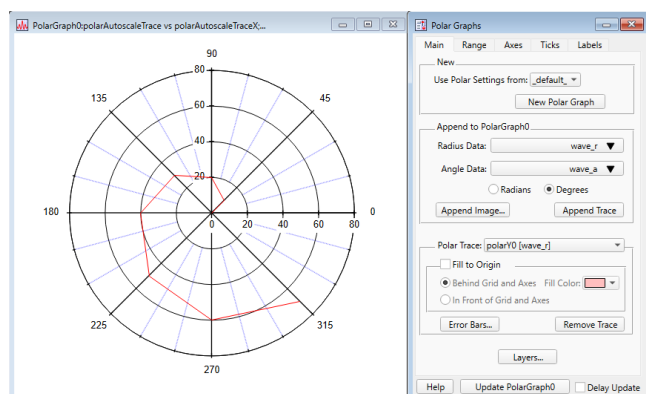 PolarGraph0:polarAutoscaleTrace vs polarAutoscaleTraceX;...
90
80
135
60
45
40
20
180
0 20 40 60 80
0
225
315
270
Polar Graphs
Main Range Axes Ticks Labels
New
Use Polar Settings from: _default_
New Polar Graph
Append to PolarGraph0
Radius Data: wave_r
Angle Data: wave_a
Radians Degrees
Append Image... Append Trace
Polar Trace: polarY0 [wave_r]
Fill to Origin
Behind Grid and Axes Fill Color:
In Front of Grid and Axes
Error Bars... Remove Trace
Layers...
Help Update PolarGraph0 Delay Update